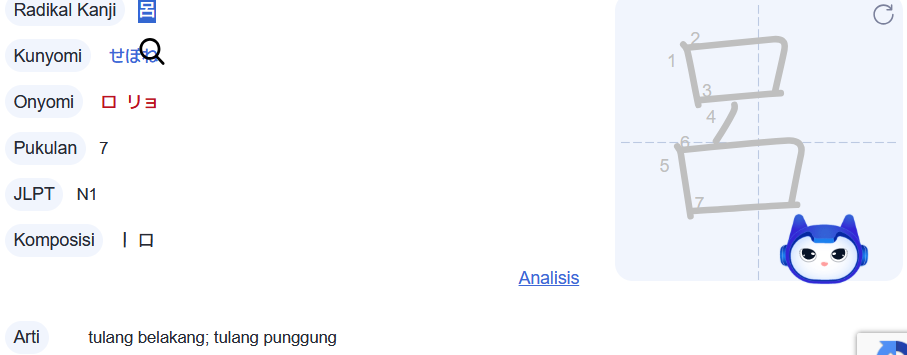 Radikal Kanji 呂
Kunyomi せぼね
Onyomi ロ リョ
Pukulan 7
JLPT N1
Komposisi 丨 口
Analisis
Arti tulang belakang; tulang punggung
呂
1
2
3
4
5
6
7